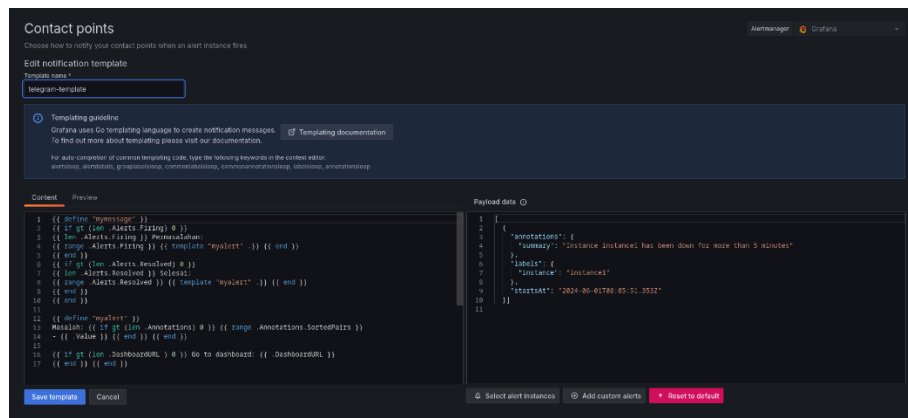 Contact points
Alertmanager Grafana
Choose how to notify your contact points when an alert instance fires
Edit notification template
Template name *
telegram-template
Templating guideline
Grafana uses Go templating language to create notification messages.
To find out more about templating please visit our documentation.
Templating documentation
For auto-completion of common templating code, type the following keywords in the content editor:
alertsloop, alertdetails, grouplabelsloop, commonlabelsloop, commonannotationsloop, labelsloop, annotationsloop
Content Preview
1 {{ define "mymessage" }}
2 {{ if gt (len .Alerts.Firing) 0 }}
3 {{ len .Alerts.Firing }} Permasalahan:
4 {{ range .Alerts.Firing }} {{ template "myalert" .}} {{ end }}
5 {{ end }}
6 {{ if gt (len .Alerts.Resolved) 0 }}
7 {{ len .Alerts.Resolved }} Selesai:
8 {{ range .Alerts.Resolved }} {{ template "myalert" .}} {{ end }}
9 {{ end }}
10 {{ end }}
11
12 {{ define "myalert" }}
13 Masalah: {{ if gt (len .Annotations) 0 }} {{ range .Annotations.SortedPairs }}
14 - {{ .Value }} {{ end }} {{ end }}
15
16 {{ if gt (len .DashboardURL ) 0 }} Go to dashboard: {{ .DashboardURL }}
17 {{ end }} {{ end }}
Payload data
1 [
2 {
3 "annotations": {
4 "summary": "Instance instance1 has been down for more than 5 minutes"
5 },
6 "labels": {
7 "instance": "instance1"
8 },
9 "startsAt": "2024-06-01T08:05:51.353Z"
10 }]
11
Save template Cancel
Select alert instances Add custom alerts Reset to default